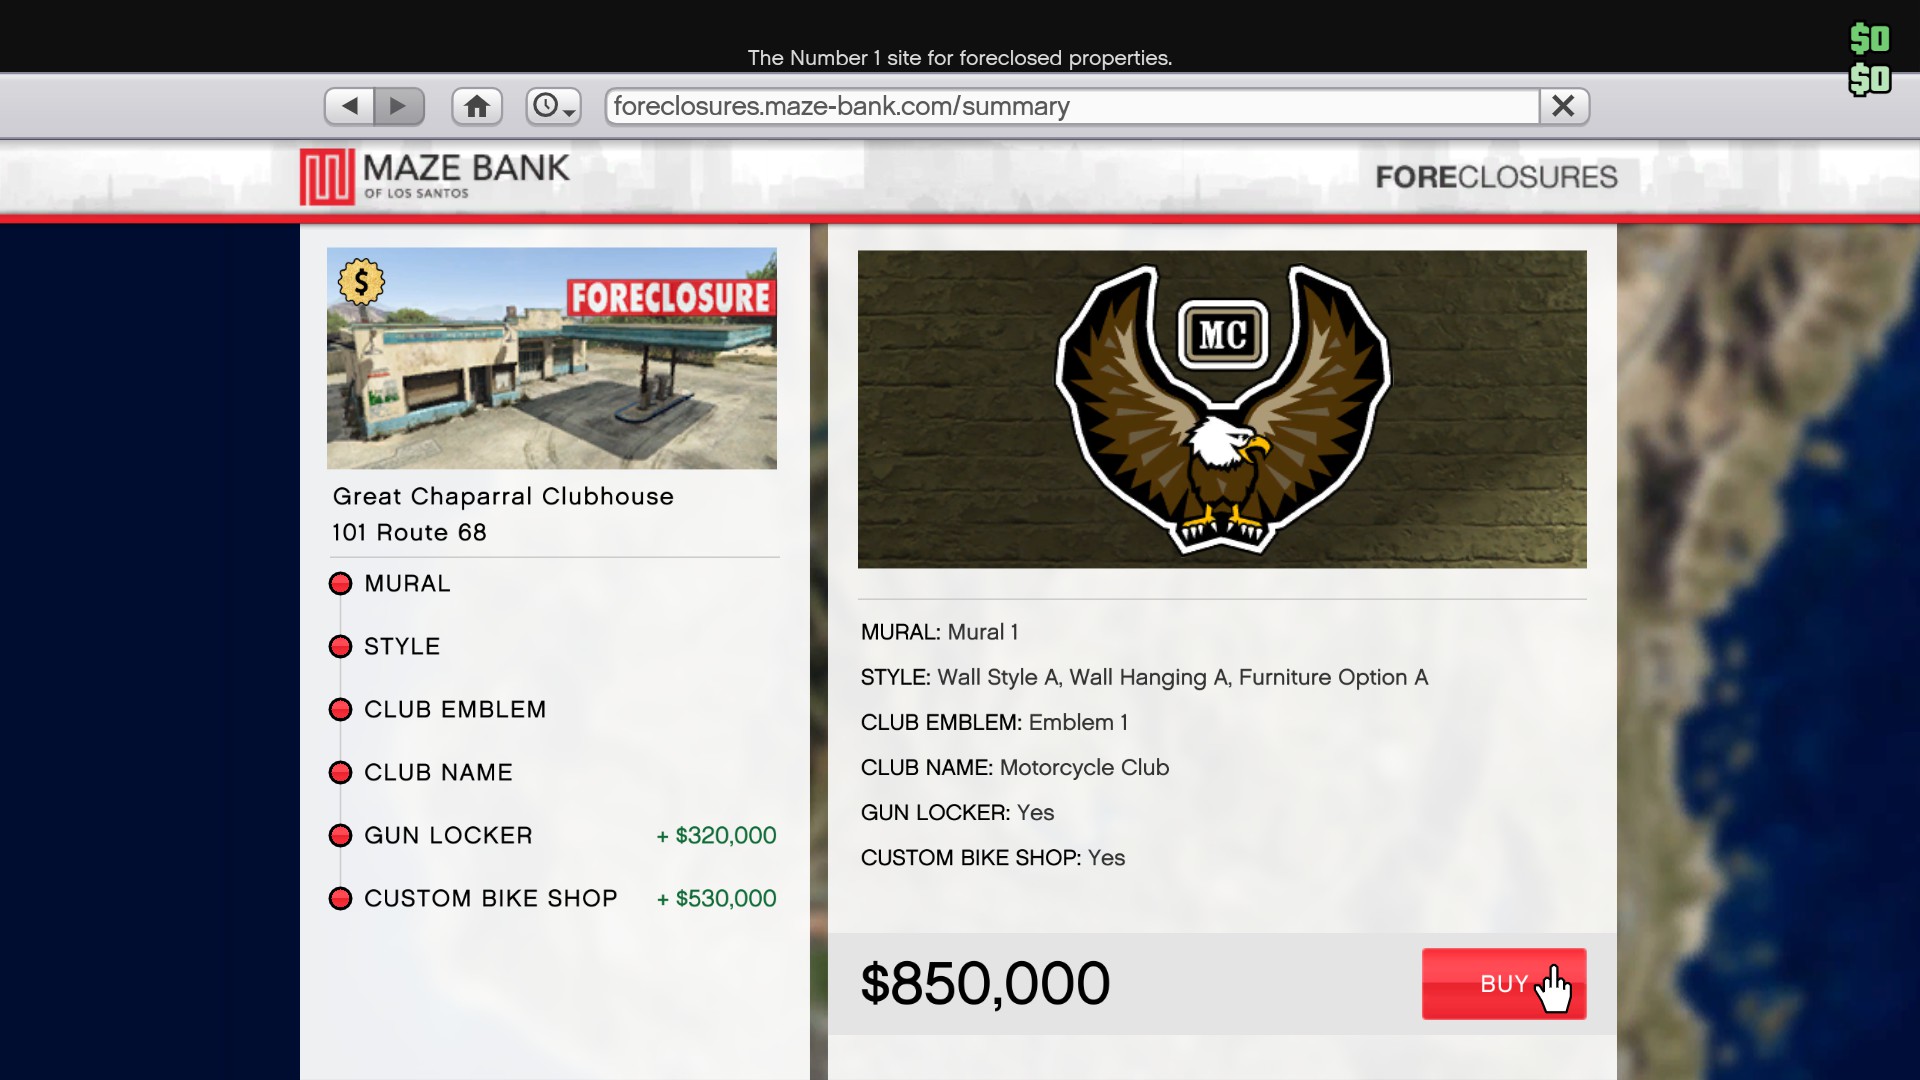 The Number 1 site for foreclosed properties.
$0
$0
foreclosures.maze-bank.com/summary
MAZE BANK
OF LOS SANTOS
FORECLOSURES
$
FORECLOSURE
Great Chaparral Clubhouse
101 Route 68
MURAL
STYLE
CLUB EMBLEM
CLUB NAME
GUN LOCKER + $320,000
CUSTOM BIKE SHOP + $530,000
MC
MURAL: Mural 1
STYLE: Wall Style A, Wall Hanging A, Furniture Option A
CLUB EMBLEM: Emblem 1
CLUB NAME: Motorcycle Club
GUN LOCKER: Yes
CUSTOM BIKE SHOP: Yes
$850,000
BUY